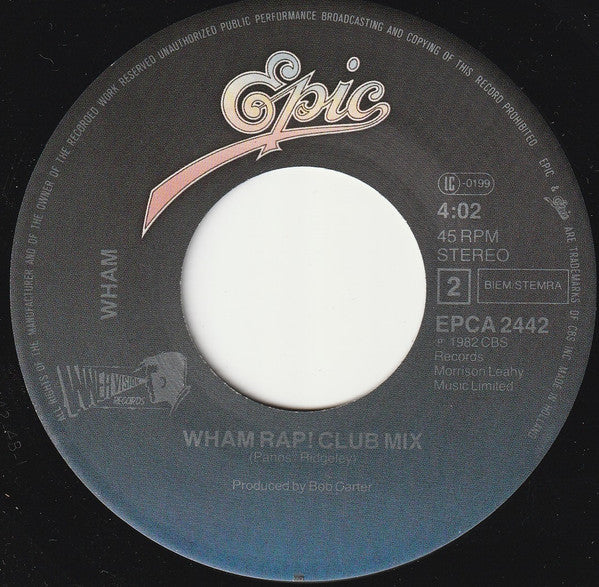 RIGHTS OF THE MANUFACTURER AND OF THE OWNER OF THE RECORDED WORK RESERVED UNAUTHORIZED PUBLIC PERFORMANCE BROADCASTING AND COPYING OF THIS RECORD PROHIBITED. EPIC & Epic ARE TRADEMARKS OF CBS INC. MADE IN HOLLAND
Epic
LC -0199
4:02
45 RPM
STEREO
2 BIEM/STEMRA
EPCA 2442
℗ 1982 CBS
Records
Morrison Leahy
Music Limited
WHAM
INNERVISION
RECORDS
WHAM RAP! CLUB MIX
(Panos - Ridgeley)
Produced by Bob Carter